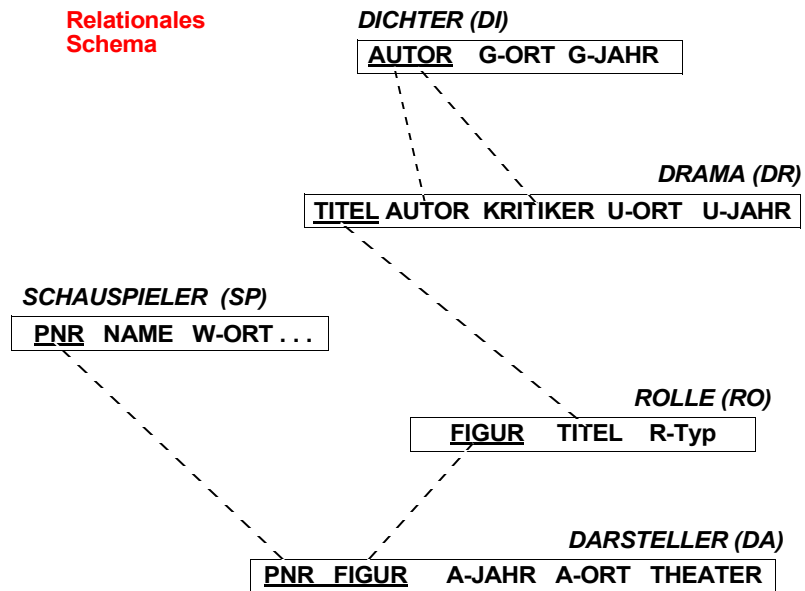 Relationales
Schema
DICHTER (DI)
AUTOR G-ORT G-JAHR
DRAMA (DR)
TITEL AUTOR KRITIKER U-ORT U-JAHR
SCHAUSPIELER (SP)
PNR NAME W-ORT . . .
ROLLE (RO)
FIGUR TITEL R-Typ
DARSTELLER (DA)
PNR FIGUR A-JAHR A-ORT THEATER